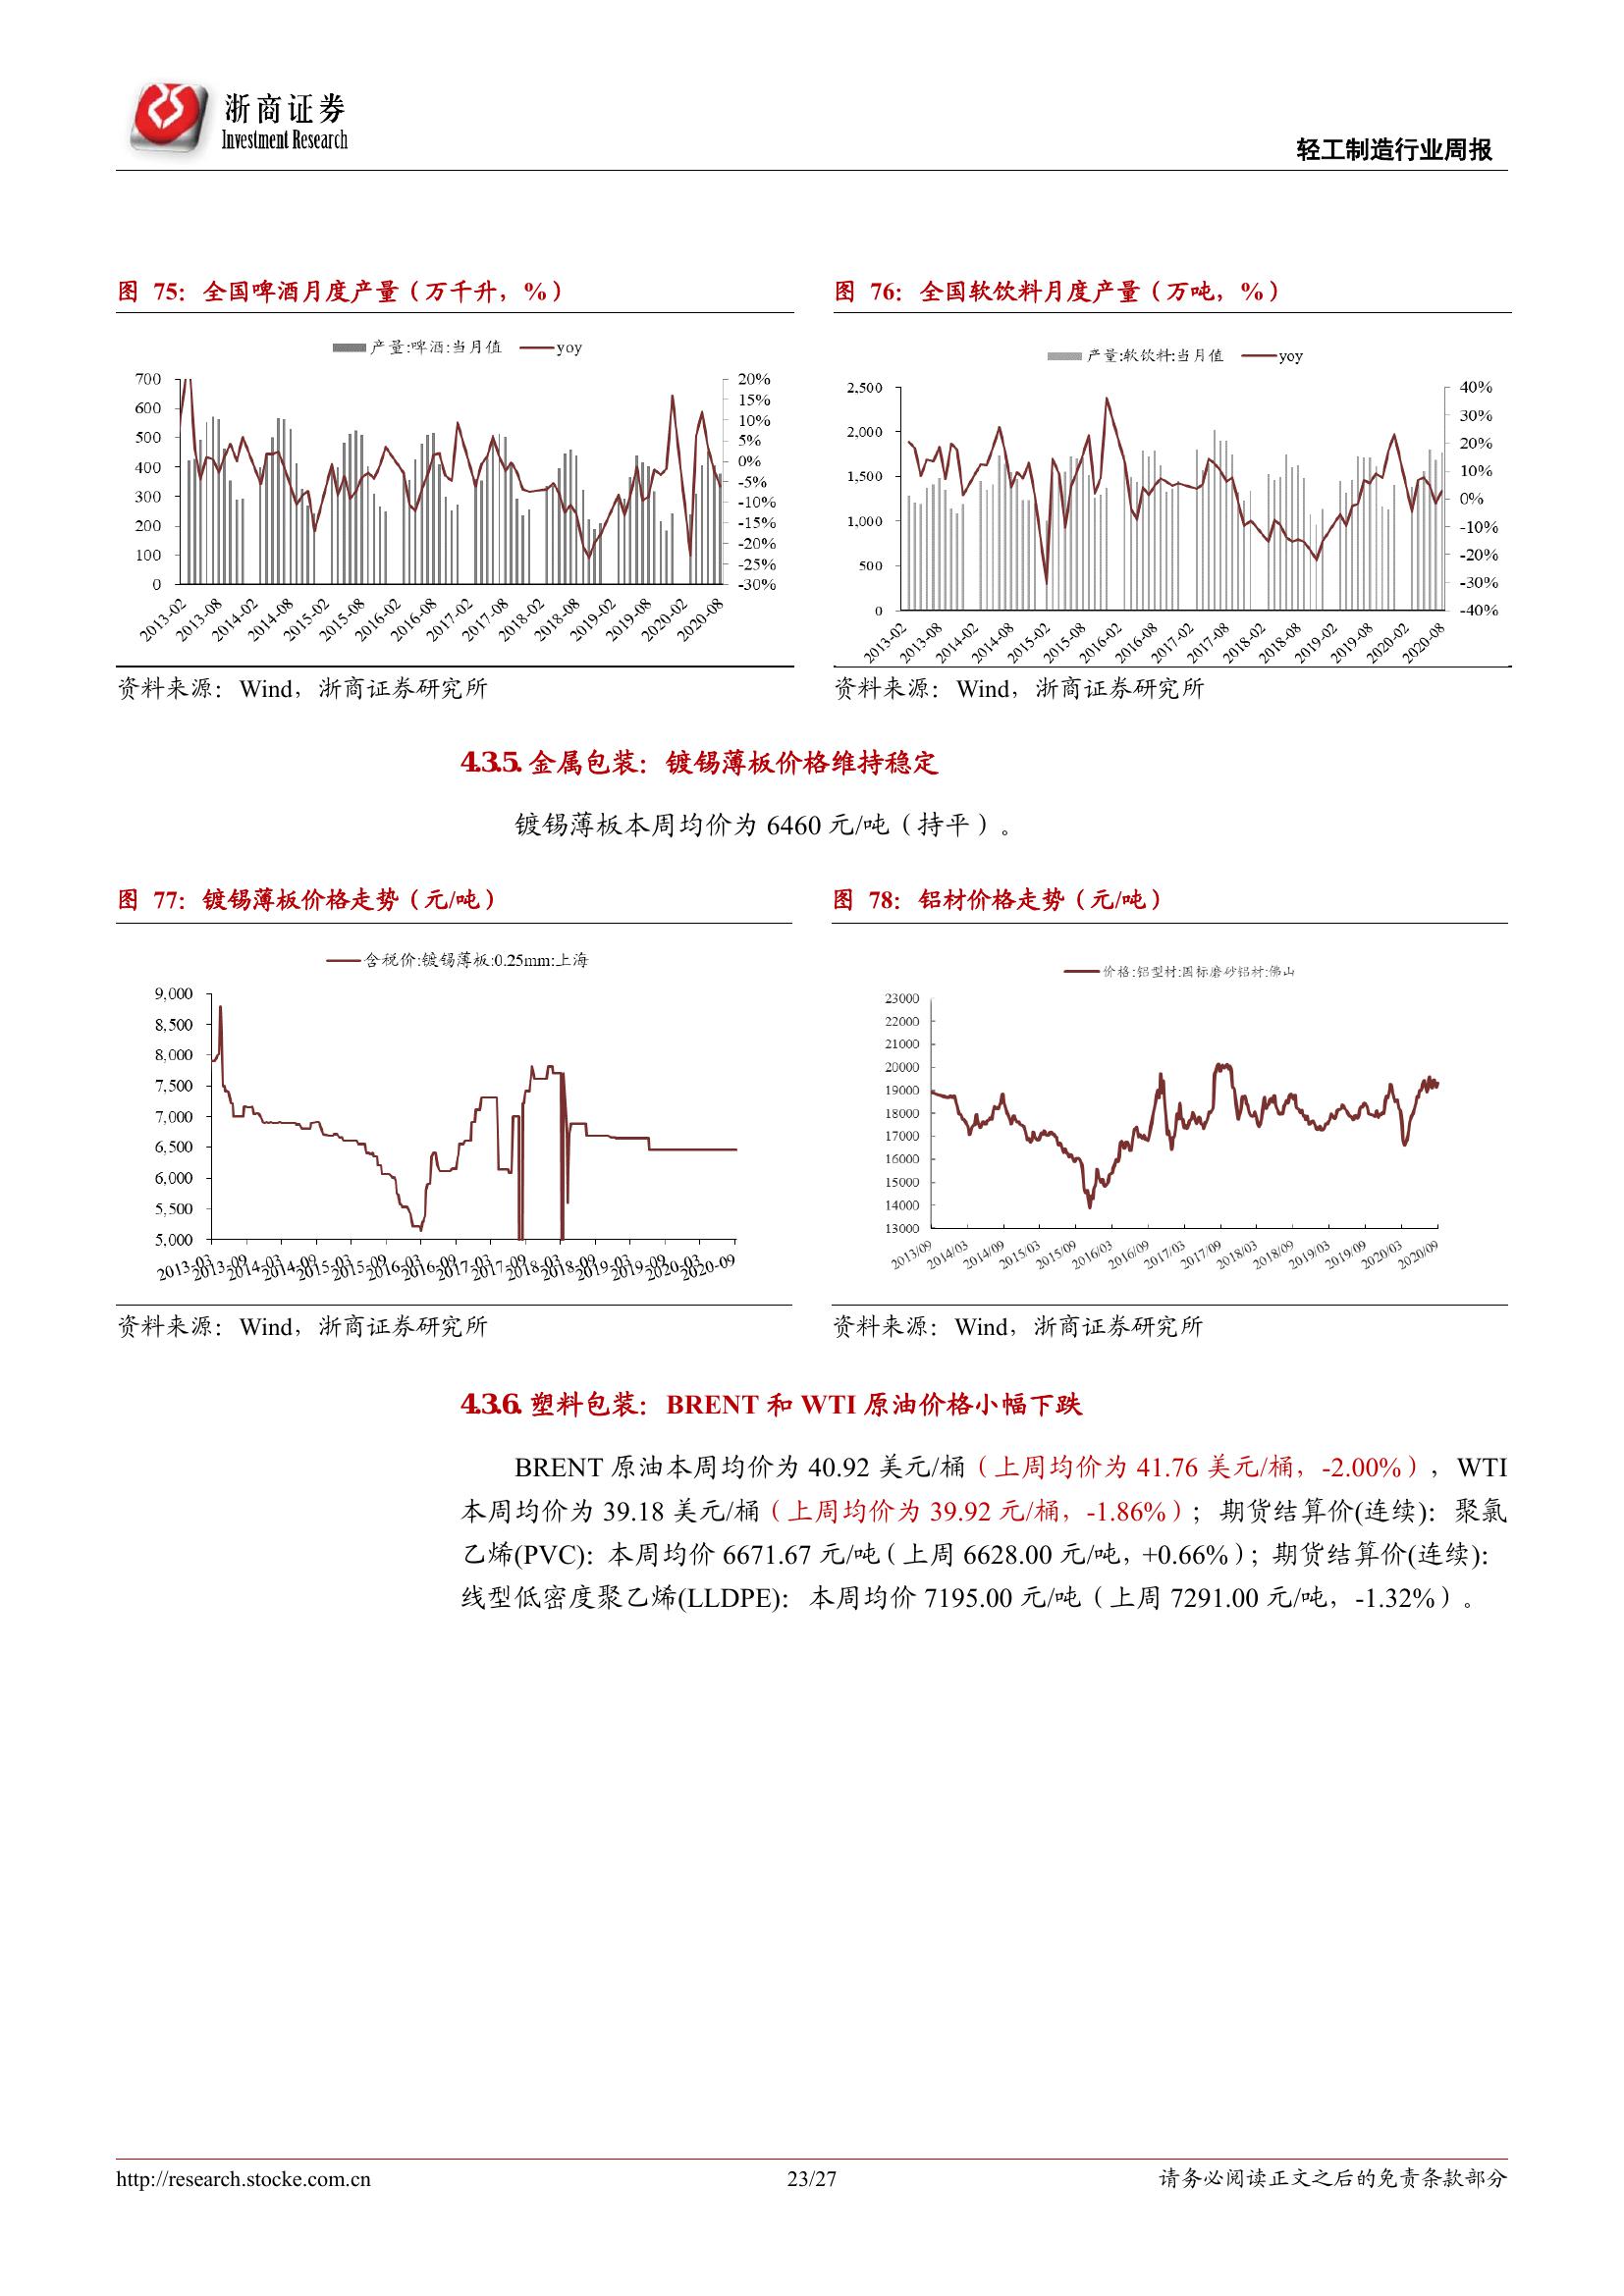 浙商证券
Investment Research
轻工制造行业周报
图 75：全国啤酒月度产量（万千升，%）
产量:啤酒:当月值 yoy
700 600 500 400 300 200 100 0
20% 15% 10% 5% 0% -5% -10% -15% -20% -25% -30%
2013-02 2013-08 2014-02 2014-08 2015-02 2015-08 2016-02 2016-08 2017-02 2017-08 2018-02 2018-08 2019-02 2019-08 2020-02 2020-08
资料来源：Wind，浙商证券研究所
图 76：全国软饮料月度产量（万吨，%）
产量:软饮料:当月值 yoy
2,500 2,000 1,500 1,000 500 0
40% 30% 20% 10% 0% -10% -20% -30% -40%
2013-02 2013-08 2014-02 2014-08 2015-02 2015-08 2016-02 2016-08 2017-02 2017-08 2018-02 2018-08 2019-02 2019-08 2020-02 2020-08
资料来源：Wind，浙商证券研究所
4.3.5. 金属包装：镀锡薄板价格维持稳定
镀锡薄板本周均价为 6460 元/吨（持平）。
图 77：镀锡薄板价格走势（元/吨）
含税价:镀锡薄板:0.25mm:上海
9,000 8,500 8,000 7,500 7,000 6,500 6,000 5,500 5,000
2013-03 2013-09 2014-03 2014-09 2015-03 2015-09 2016-03 2016-09 2017-03 2017-09 2018-03 2018-09 2019-03 2019-09 2020-03 2020-09
资料来源：Wind，浙商证券研究所
图 78：铝材价格走势（元/吨）
价格:铝型材:国标磨砂铝材:佛山
23000 22000 21000 20000 19000 18000 17000 16000 15000 14000 13000
2013/09 2014/03 2014/09 2015/03 2015/09 2016/03 2016/09 2017/03 2017/09 2018/03 2018/09 2019/03 2019/09 2020/03 2020/09
资料来源：Wind，浙商证券研究所
4.3.6. 塑料包装：BRENT 和 WTI 原油价格小幅下跌
BRENT 原油本周均价为 40.92 美元/桶（上周均价为 41.76 美元/桶，-2.00%），WTI
本周均价为 39.18 美元/桶（上周均价为 39.92 元/桶，-1.86%）；期货结算价(连续)：聚氯
乙烯(PVC)：本周均价 6671.67 元/吨（上周 6628.00 元/吨，+0.66%）；期货结算价(连续)：
线型低密度聚乙烯(LLDPE)：本周均价 7195.00 元/吨（上周 7291.00 元/吨，-1.32%）。
http://research.stocke.com.cn
23/27
请务必阅读正文之后的免责条款部分